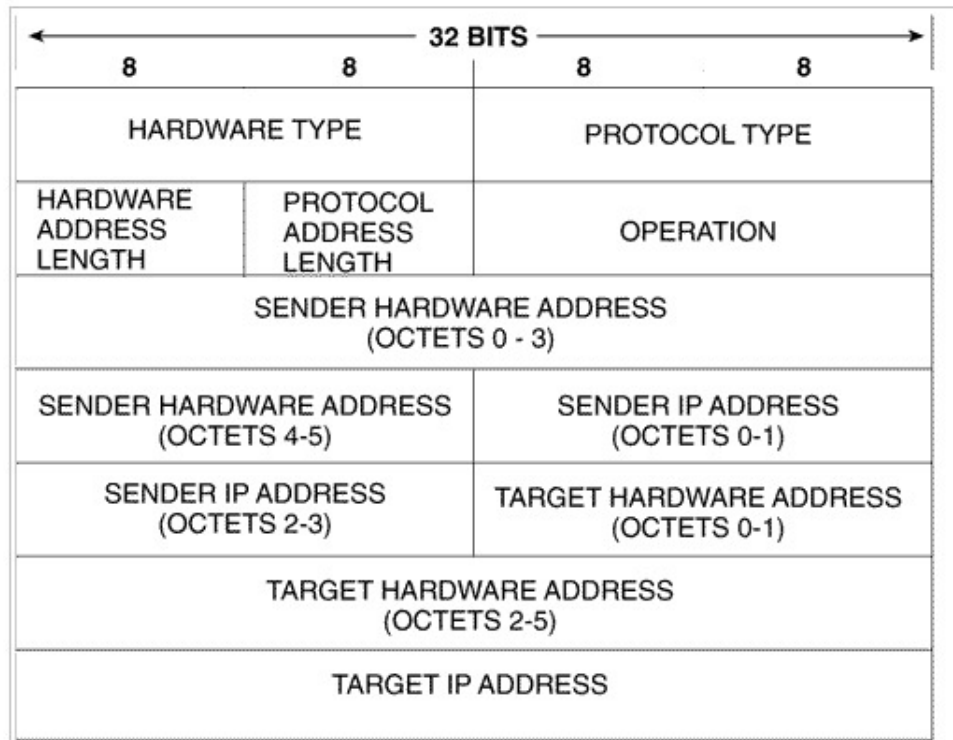 32 BITS
8 8 8 8
HARDWARE TYPE
PROTOCOL TYPE
HARDWARE
ADDRESS
LENGTH
PROTOCOL
ADDRESS
LENGTH
OPERATION
SENDER HARDWARE ADDRESS
(OCTETS 0 - 3)
SENDER HARDWARE ADDRESS
(OCTETS 4-5)
SENDER IP ADDRESS
(OCTETS 0-1)
SENDER IP ADDRESS
(OCTETS 2-3)
TARGET HARDWARE ADDRESS
(OCTETS 0-1)
TARGET HARDWARE ADDRESS
(OCTETS 2-5)
TARGET IP ADDRESS